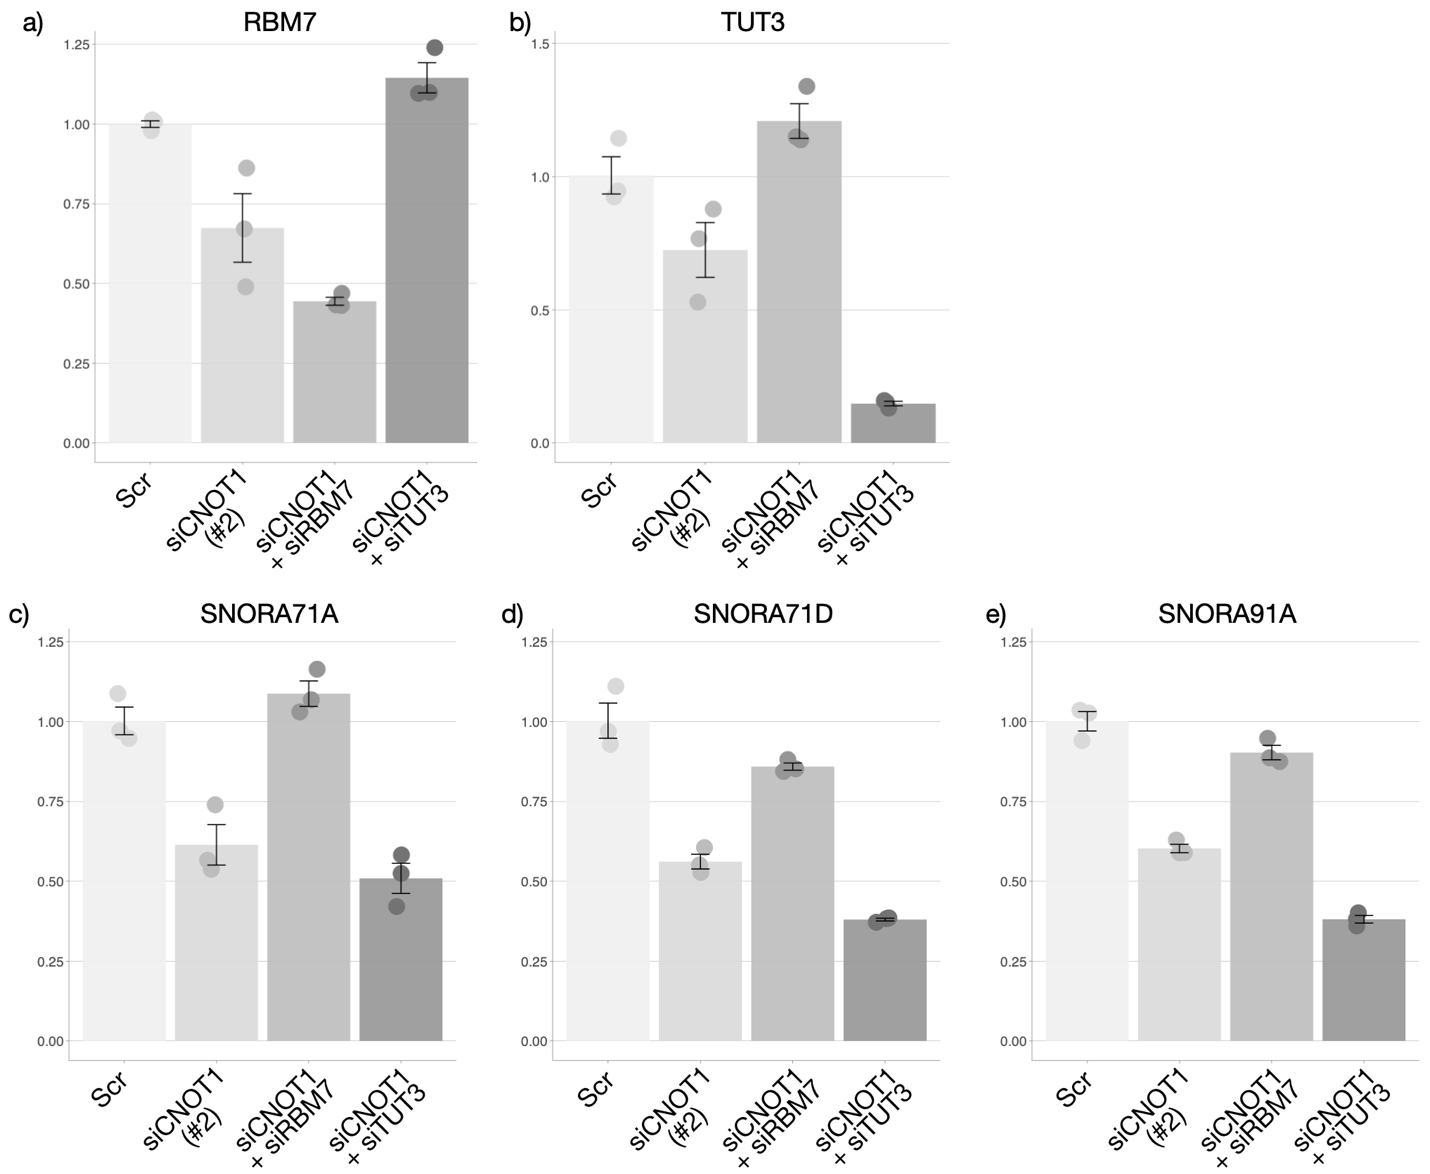 a) RBM7
1.25
1.00
0.75
0.50
0.25
0.00
Scr
siCNOT1
(#2)
siCNOT1
+ siRBM7
siCNOT1
+ siTUT3
b) TUT3
1.5
1.0
0.5
0.0
Scr
siCNOT1
(#2)
siCNOT1
+ siRBM7
siCNOT1
+ siTUT3
c) SNORA71A
1.25
1.00
0.75
0.50
0.25
0.00
Scr
siCNOT1
(#2)
siCNOT1
+ siRBM7
siCNOT1
+ siTUT3
d) SNORA71D
1.25
1.00
0.75
0.50
0.25
0.00
Scr
siCNOT1
(#2)
siCNOT1
+ siRBM7
siCNOT1
+ siTUT3
e) SNORA91A
1.25
1.00
0.75
0.50
0.25
0.00
Scr
siCNOT1
(#2)
siCNOT1
+ siRBM7
siCNOT1
+ siTUT3